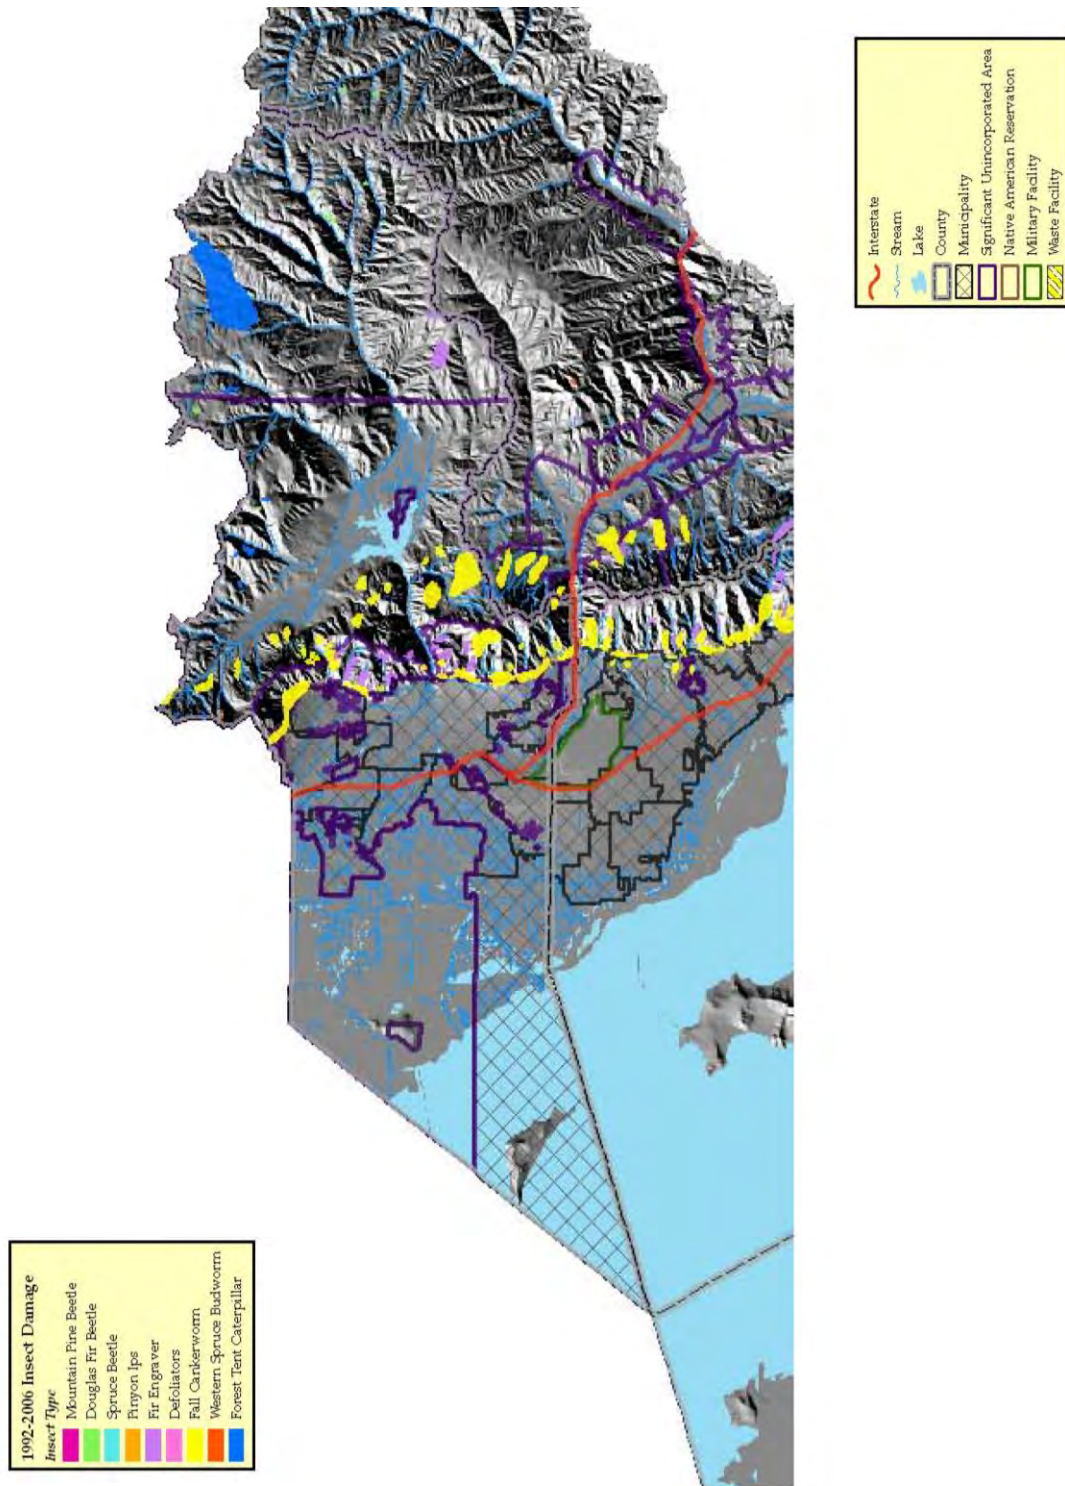 1992-2006 Insect Damage
Insect Type
Mountain Pine Beetle
Douglas Fir Beetle
Spruce Beetle
Pinyon Ips
Fir Engraver
Defoliators
Fall Cankerworm
Western Spruce Budworm
Forest Tent Caterpillar
Interstate
Stream
Lake
County
Municipality
Significant Unincorporated Area
Native American Reservation
Military Facility
Waste Facility